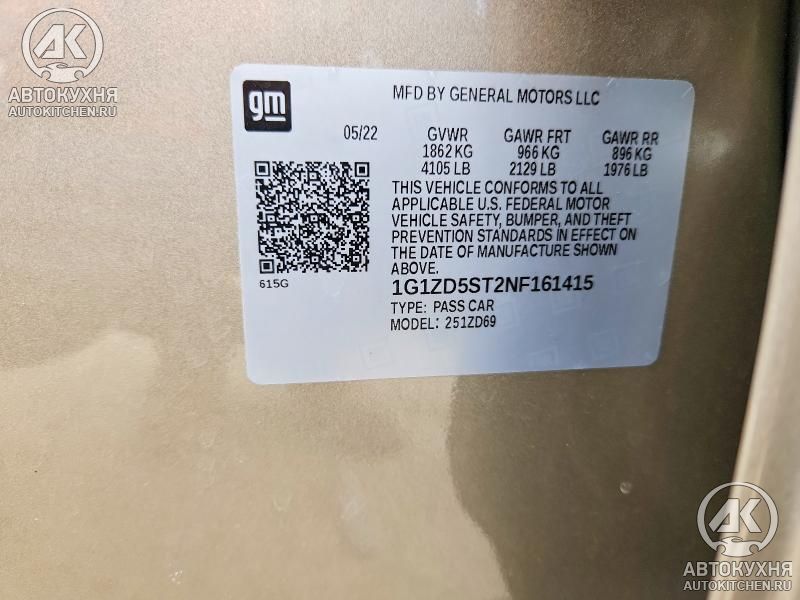 AK
АВТОКУХНЯ
AUTOKITCHEN.RU
gm
MFD BY GENERAL MOTORS LLC
05/22 GVWR GAWR FRT GAWR RR
1862 KG 966 KG 896 KG
4105 LB 2129 LB 1976 LB
THIS VEHICLE CONFORMS TO ALL
APPLICABLE U.S. FEDERAL MOTOR
VEHICLE SAFETY, BUMPER, AND THEFT
PREVENTION STANDARDS IN EFFECT ON
THE DATE OF MANUFACTURE SHOWN
ABOVE.
615G
1G1ZD5ST2NF161415
TYPE: PASS CAR
MODEL: 251ZD69
AK
АВТОКУХНЯ
AUTOKITCHEN.RU